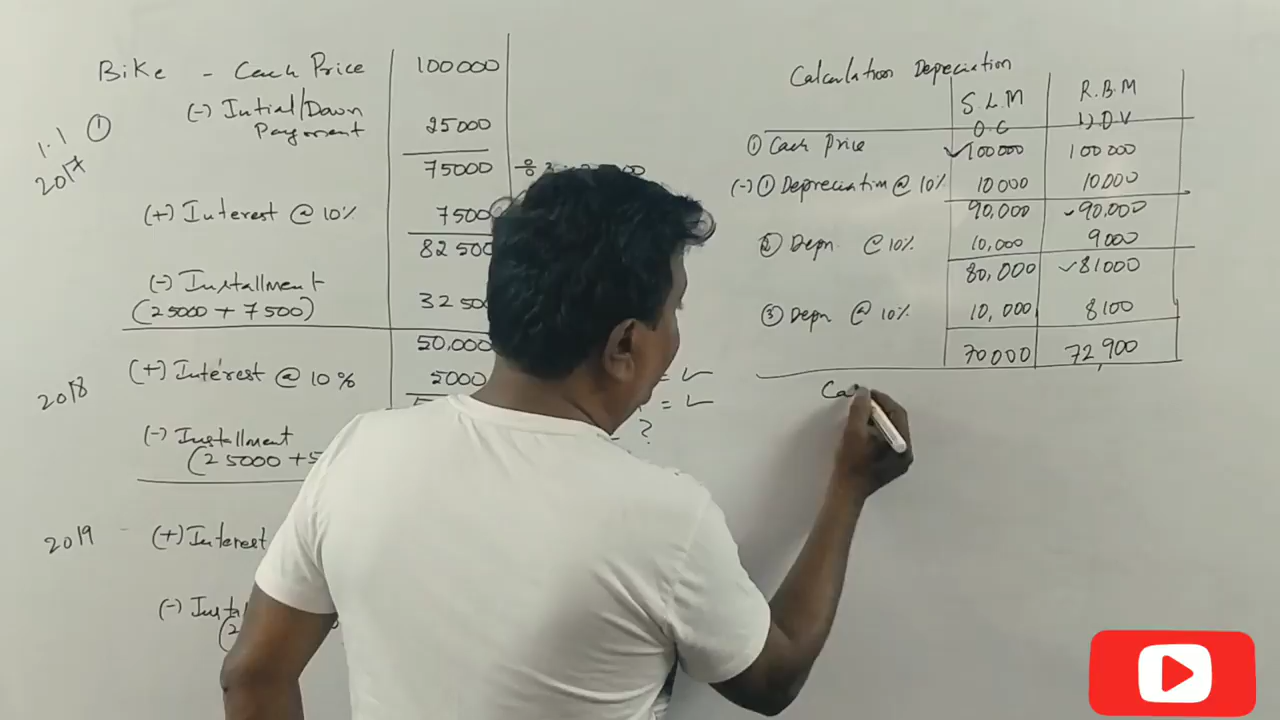 Bike - Cash Price 100000
(-) Intial/Down
Payment 25000
1.1 ①
2017
75000 ÷ 3
(+) Interest @ 10% 7500
82500
(-) Installment
(25000 + 7500)
50,000
2018 (+) Interest @ 10% 5000
= ✓
= ✓
(-) Installment
(25000 +
?
2019 (+) Interest
Calculation Depreciation
S.L.M R.B.M
O.C W.D.V
① Cash Price ✓100000 100000
(-) ① Depreciation @ 10% 10000 10000
90,000 ✓90,000
② Depn. @ 10% 10,000 9000
80,000 ✓81000
③ Depn @ 10% 10,000 8100
70000 72,900
Ca